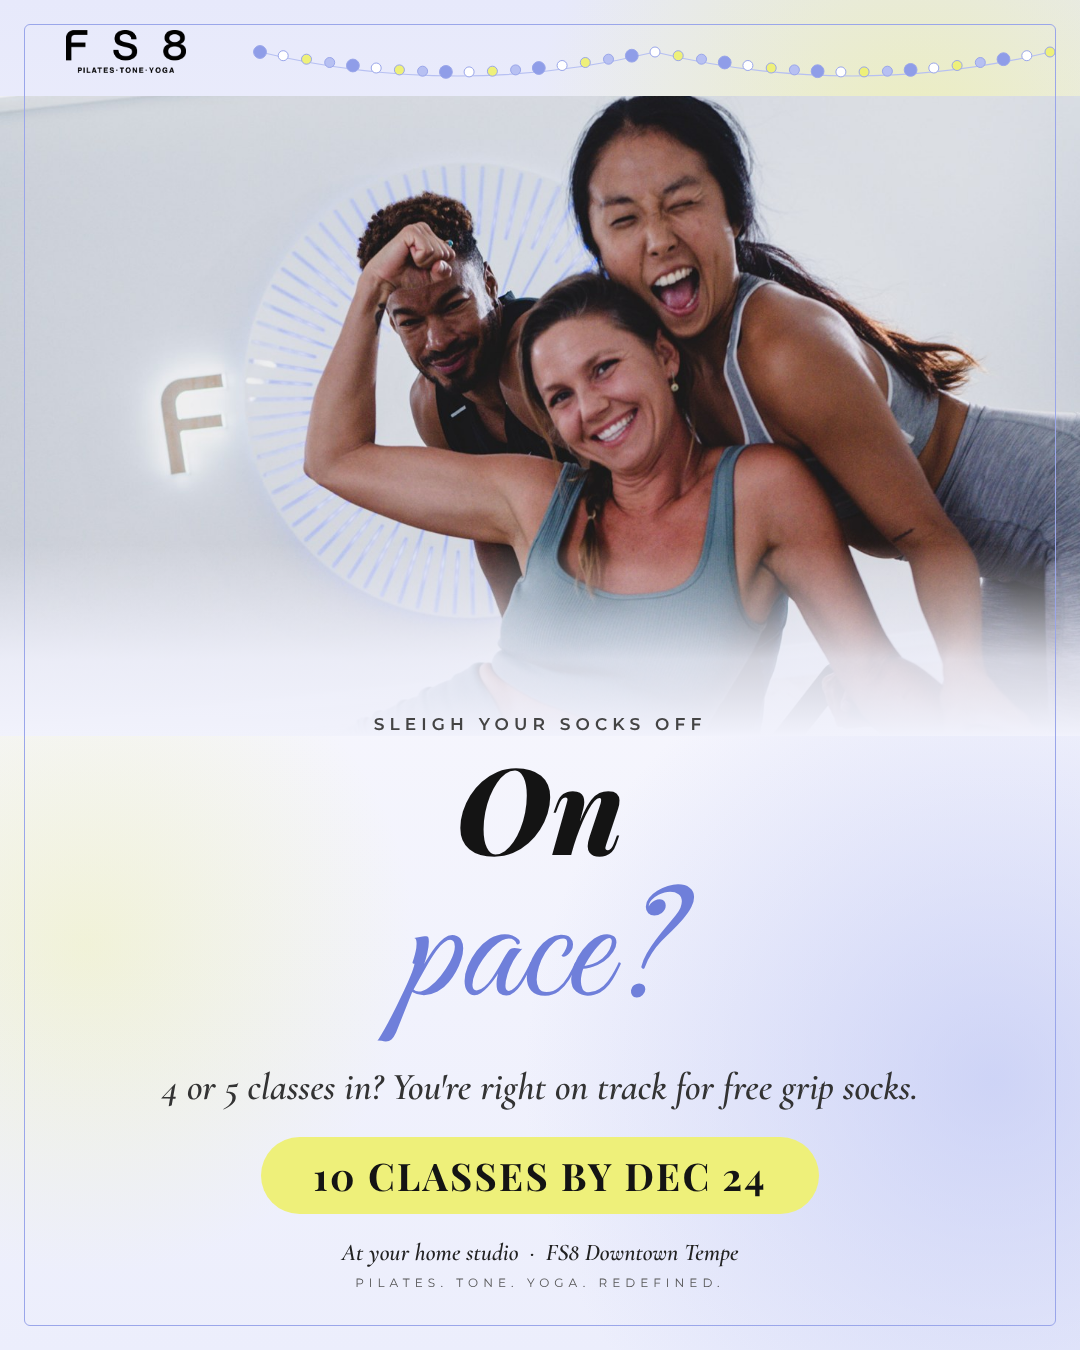 F S 8
PILATES·TONE·YOGA
F
SLEIGH YOUR SOCKS OFF
On
pace?
4 or 5 classes in? You're right on track for free grip socks.
10 CLASSES BY DEC 24
At your home studio · FS8 Downtown Tempe
PILATES. TONE. YOGA. REDEFINED.